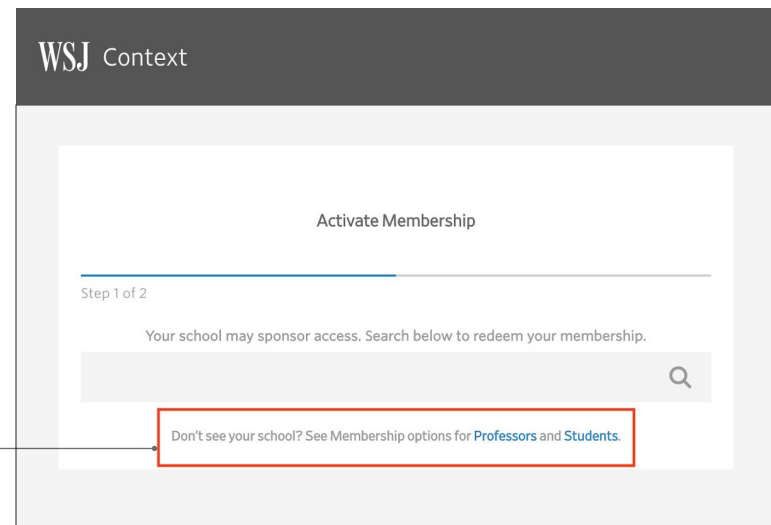 WSJ Context
Activate Membership
Step 1 of 2
Your school may sponsor access. Search below to redeem your membership.
Don't see your school? See Membership options for Professors and Students.